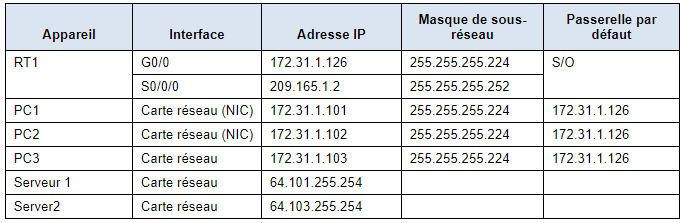 Appareil Interface Adresse IP Masque de sous-réseau Passerelle par défaut
RT1 G0/0 172.31.1.126 255.255.255.224 S/O
S0/0/0 209.165.1.2 255.255.255.252
PC1 Carte réseau (NIC) 172.31.1.101 255.255.255.224 172.31.1.126
PC2 Carte réseau (NIC) 172.31.1.102 255.255.255.224 172.31.1.126
PC3 Carte réseau 172.31.1.103 255.255.255.224 172.31.1.126
Serveur 1 Carte réseau 64.101.255.254
Server2 Carte réseau 64.103.255.254